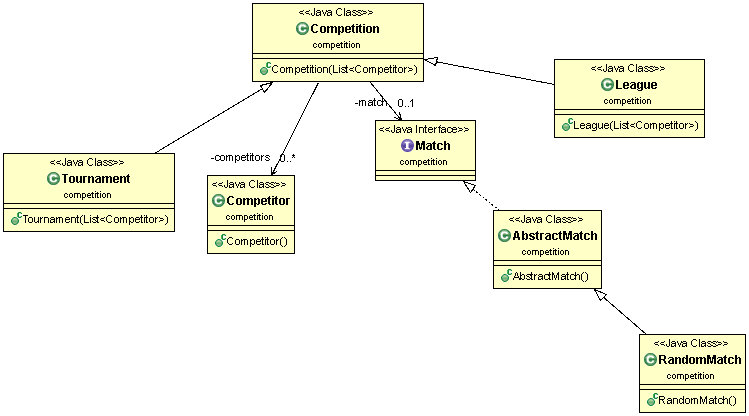 <<Java Class>>
Competition
competition
Competition(List<Competitor>)
<<Java Class>>
League
competition
League(List<Competitor>)
-match
0..1
<<Java Interface>>
Match
competition
<<Java Class>>
Tournament
competition
Tournament(List<Competitor>)
-competitors
0..*
<<Java Class>>
Competitor
competition
Competitor()
<<Java Class>>
AbstractMatch
competition
AbstractMatch()
<<Java Class>>
RandomMatch
competition
RandomMatch()